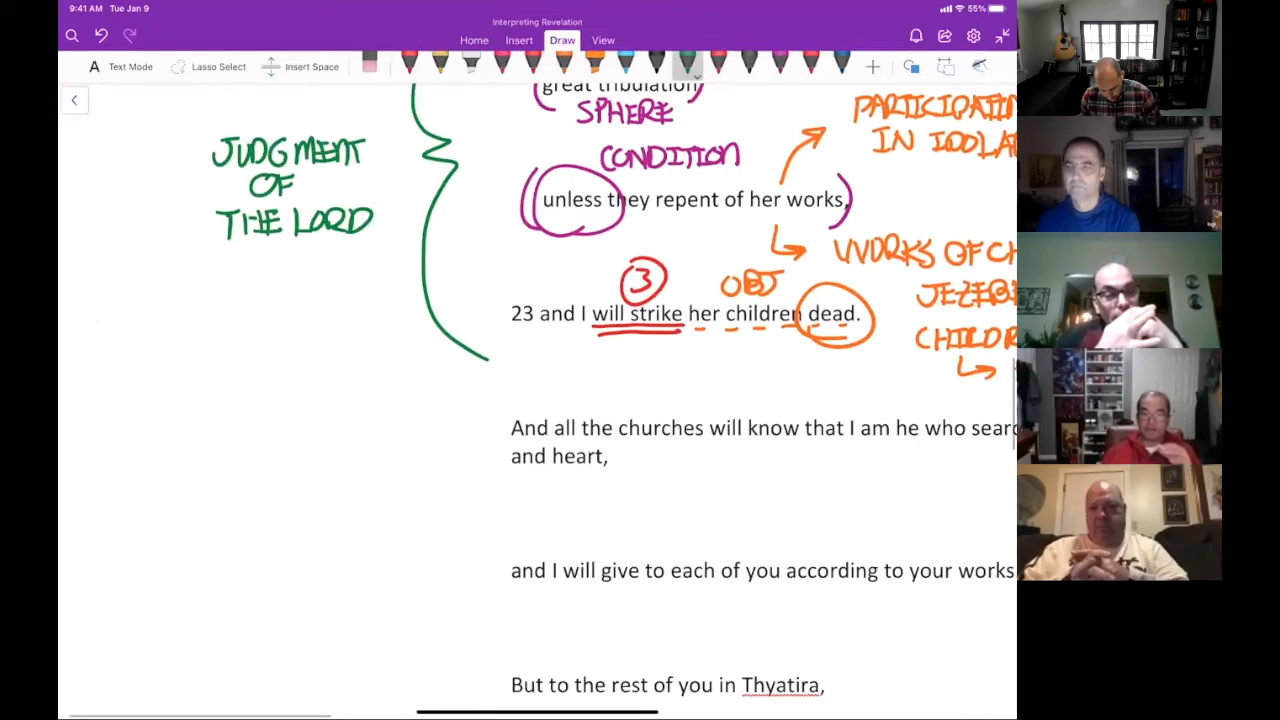 9:41 AM Tue Jan 9
55%
Interpreting Revelation
Home Insert Draw View
A Text Mode Lasso Select Insert Space
great tribulation)
SPHERE
PARTICIPATIN
IN IDOLAT
CONDITION
JUDGMENT
OF
THE LORD
(unless they repent of her works,)
WORKS OF CH
JEZEB
CHILDR
3
OBJ
23 and I will strike her children dead.
And all the churches will know that I am he who searc
and heart,
and I will give to each of you according to your works
But to the rest of you in Thyatira,